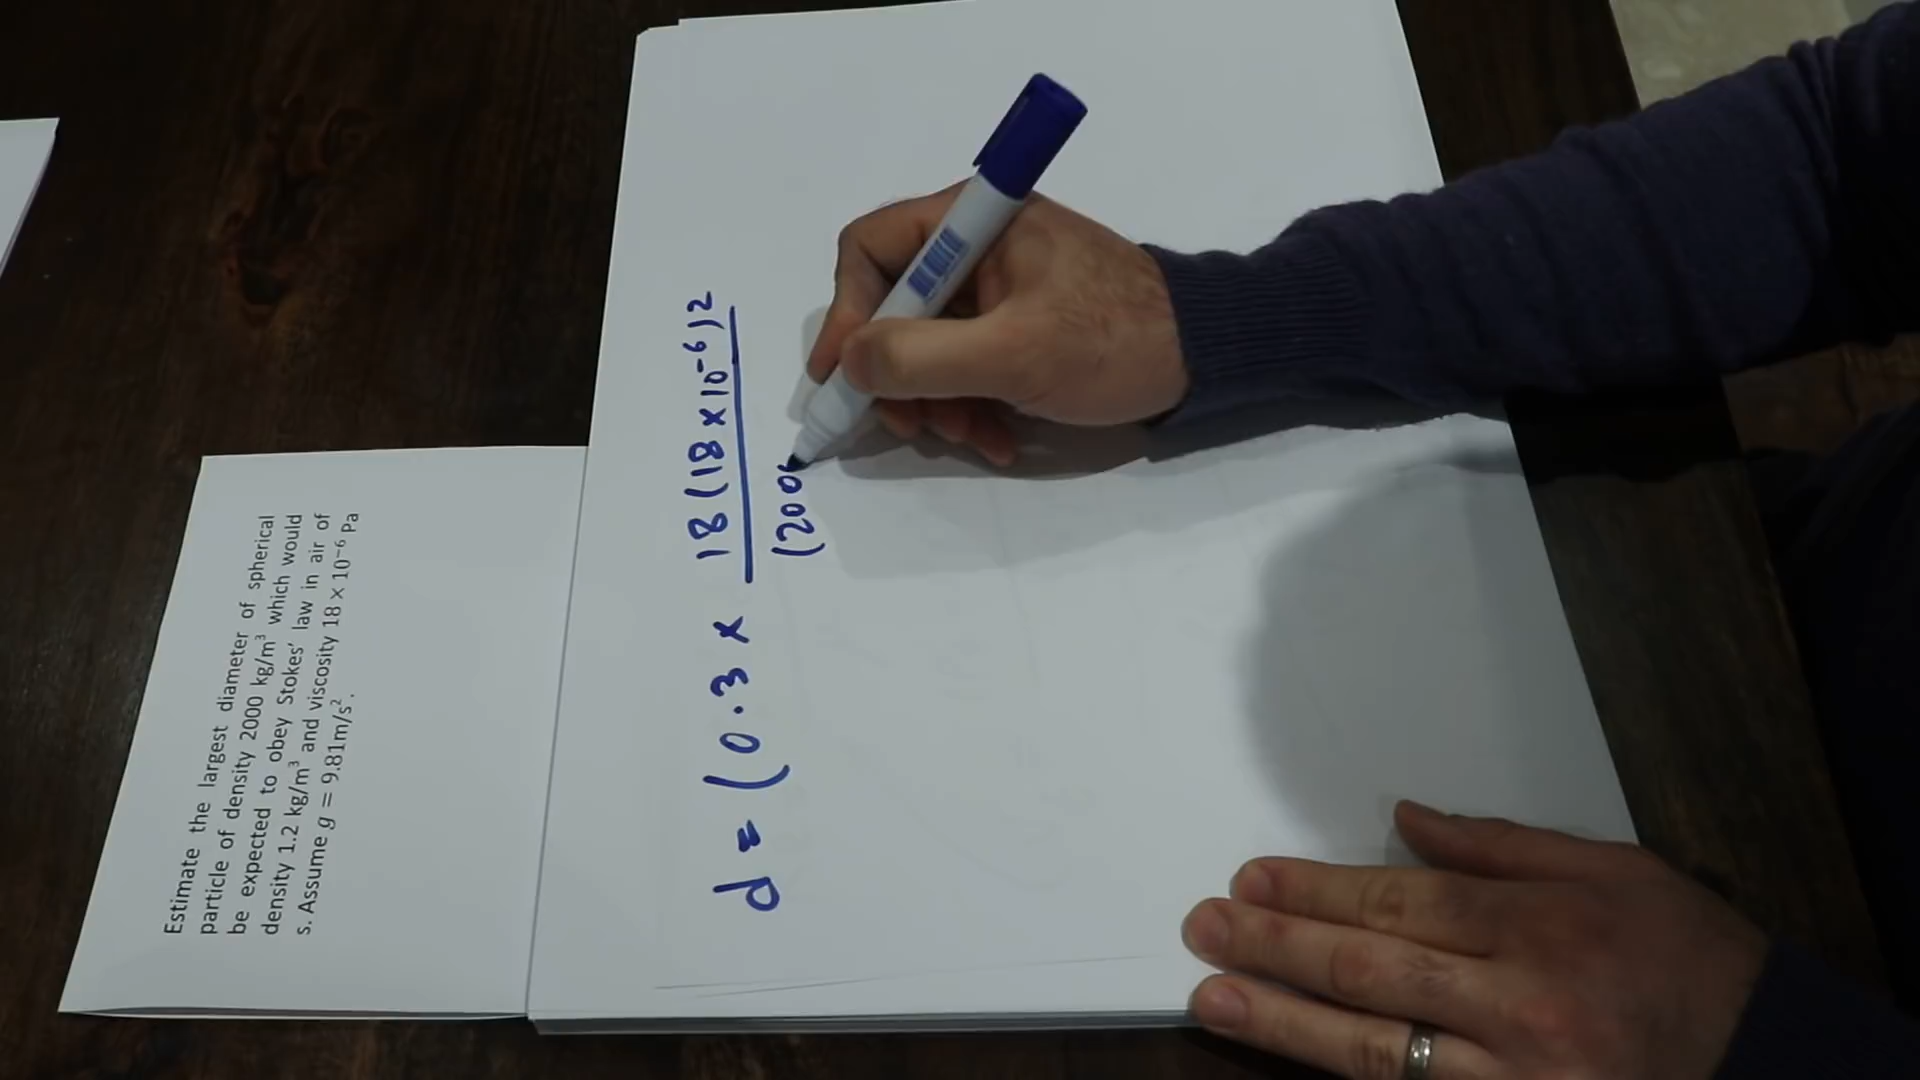 Estimate the largest diameter of spherical
particle of density 2000 kg/m³ which would
be expected to obey Stokes' law in air of
density 1.2 kg/m³ and viscosity 18 × 10⁻⁶ Pa
s. Assume g = 9.81m/s².
d = (0.3 × 18 (18 × 10⁻⁶)²
(200